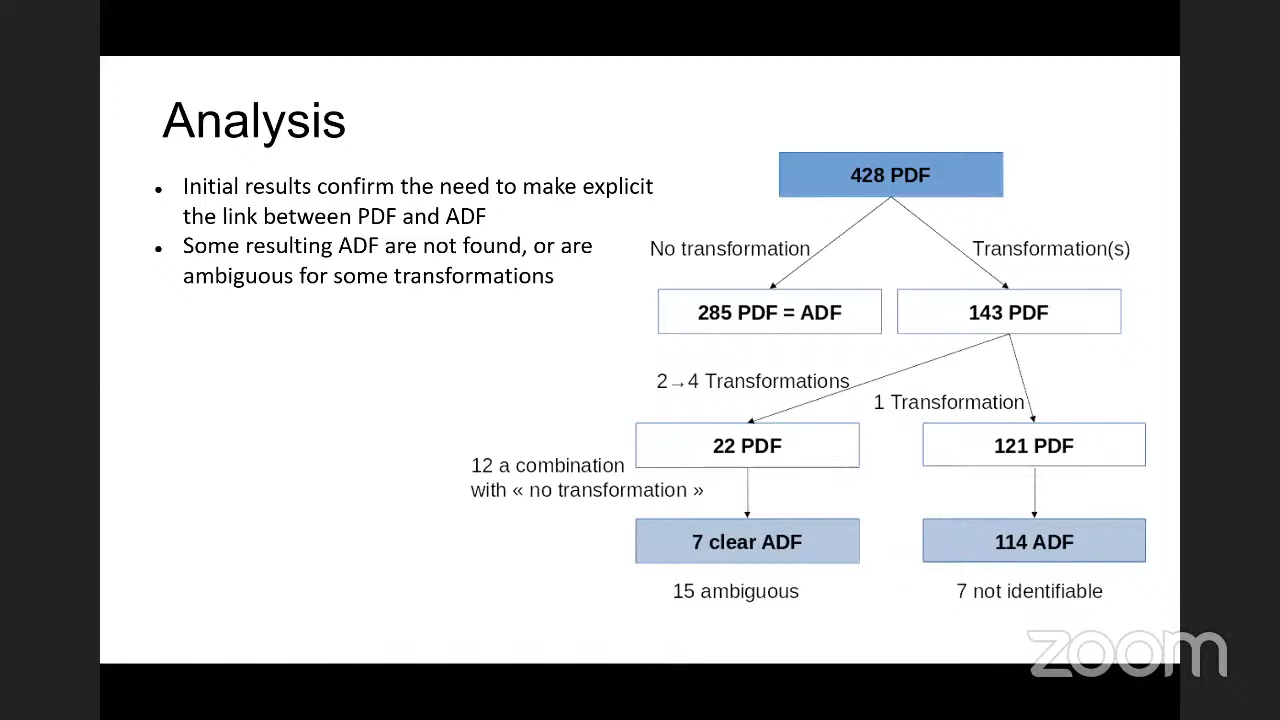 Analysis
• Initial results confirm the need to make explicit
the link between PDF and ADF
• Some resulting ADF are not found, or are
ambiguous for some transformations
428 PDF
No transformation
Transformation(s)
285 PDF = ADF
143 PDF
2→4 Transformations
1 Transformation
22 PDF
121 PDF
12 a combination
with « no transformation »
7 clear ADF
114 ADF
15 ambiguous
7 not identifiable
zoom